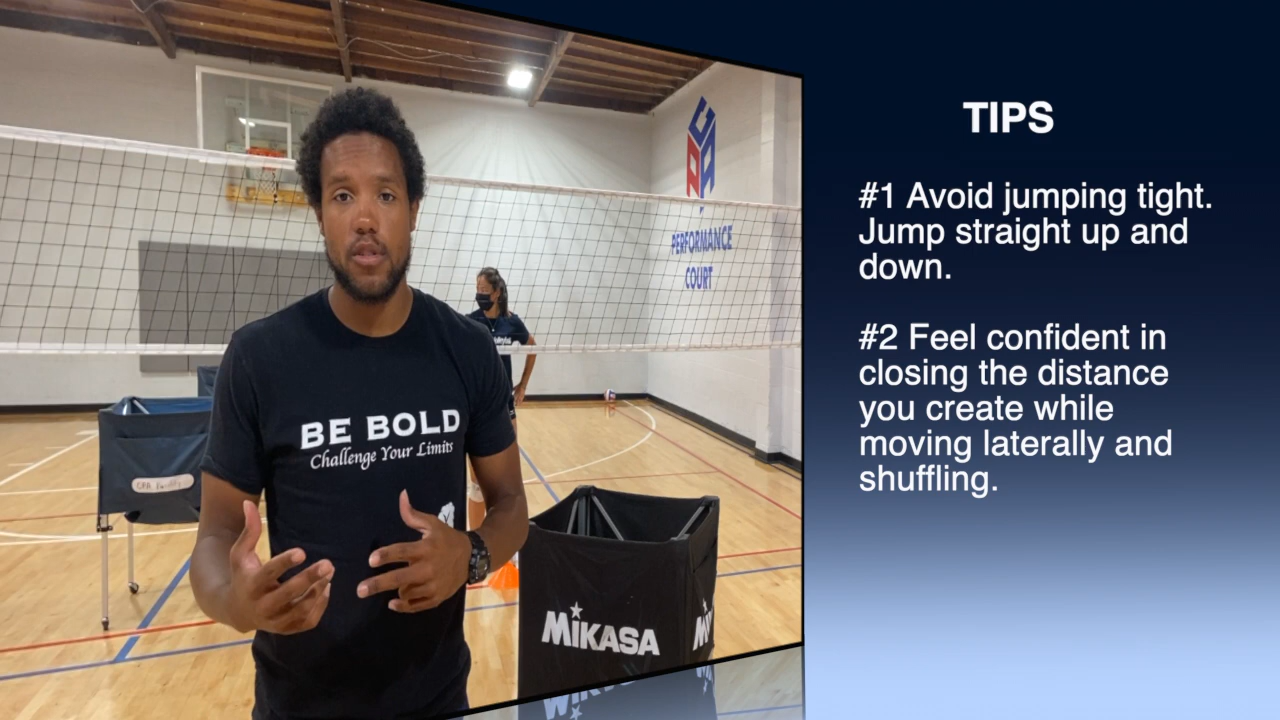 TIPS
#1 Avoid jumping tight.
Jump straight up and
down.
#2 Feel confident in
closing the distance
you create while
moving laterally and
shuffling.
PERFORMANCE
COURT
BE BOLD
Challenge Your Limits
MIKASA